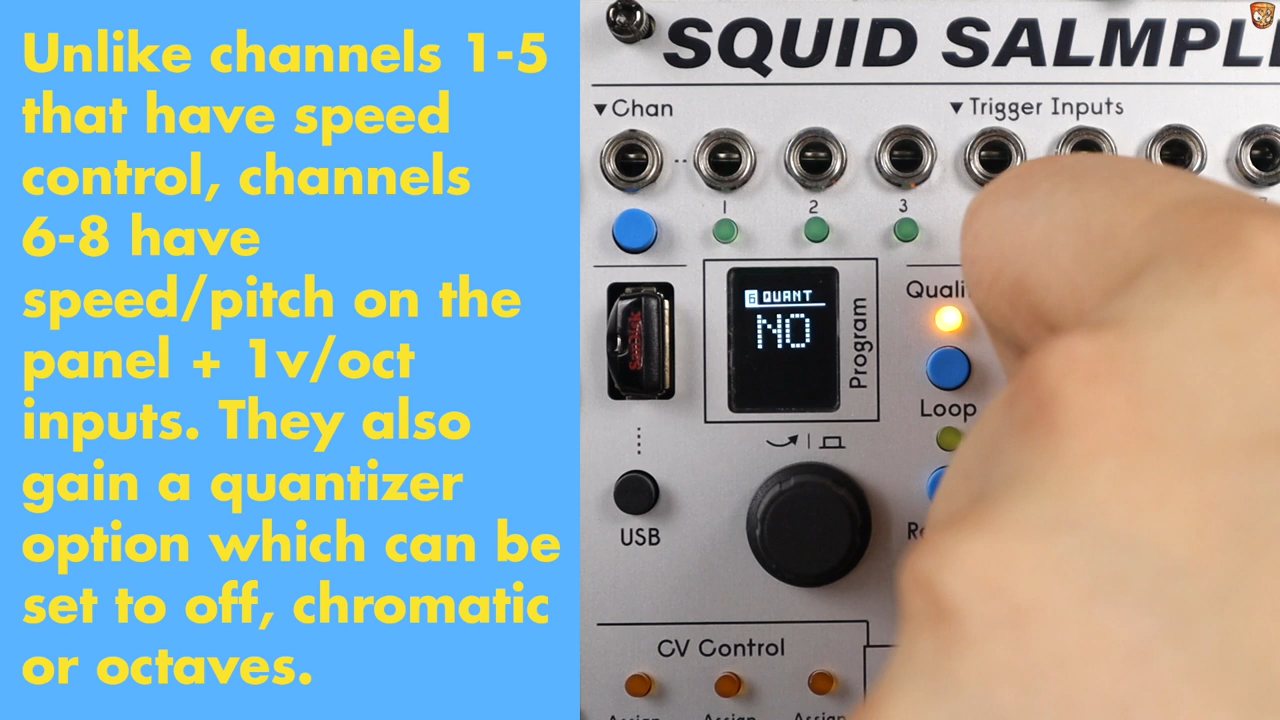 Unlike channels 1-5
that have speed
control, channels
6-8 have
speed/pitch on the
panel + 1v/oct
inputs. They also
gain a quantizer
option which can be
set to off, chromatic
or octaves.
SQUID SALMPL
▼Chan
▼Trigger Inputs
1 2 3
6 QUANT
NO
Program
Loop
USB
CV Control